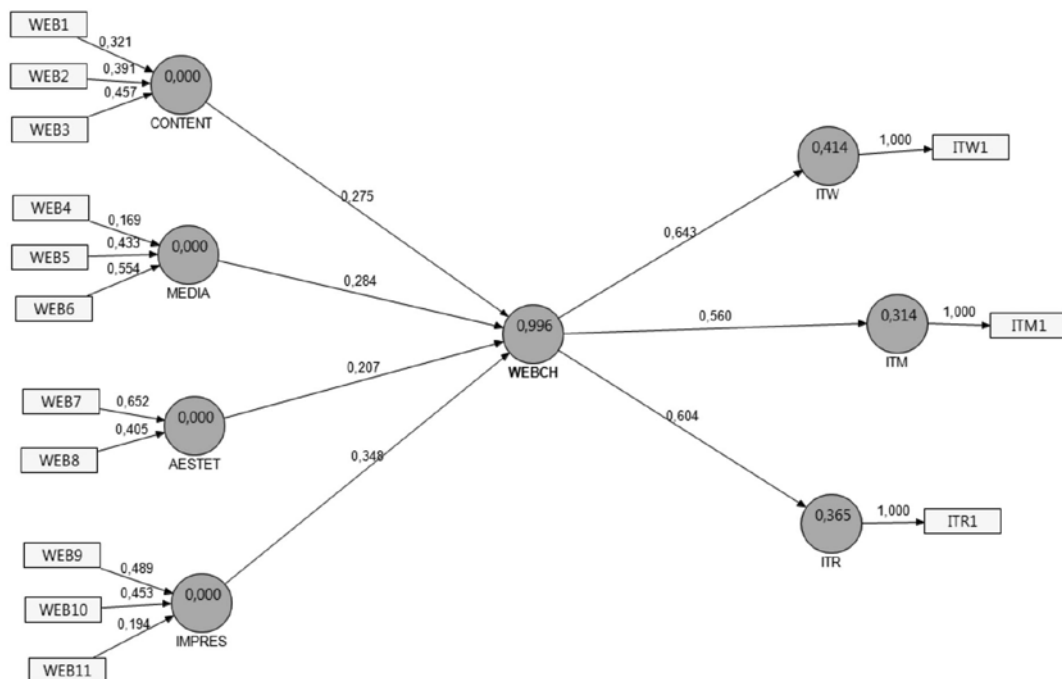 WEB1
0,321
WEB2
0,391
0,457
WEB3
0,000
CONTENT
0,275
WEB4
0,169
WEB5
0,433
0,554
WEB6
0,000
MEDIA
0,284
WEB7
0,652
0,405
WEB8
0,000
AESTET
0,207
WEB9
0,489
WEB10
0,453
0,194
WEB11
0,000
IMPRES
0,348
0,996
WEBCH
0,643
0,414
ITW
1,000
ITW1
0,560
0,314
ITM
1,000
ITM1
0,604
0,365
ITR
1,000
ITR1